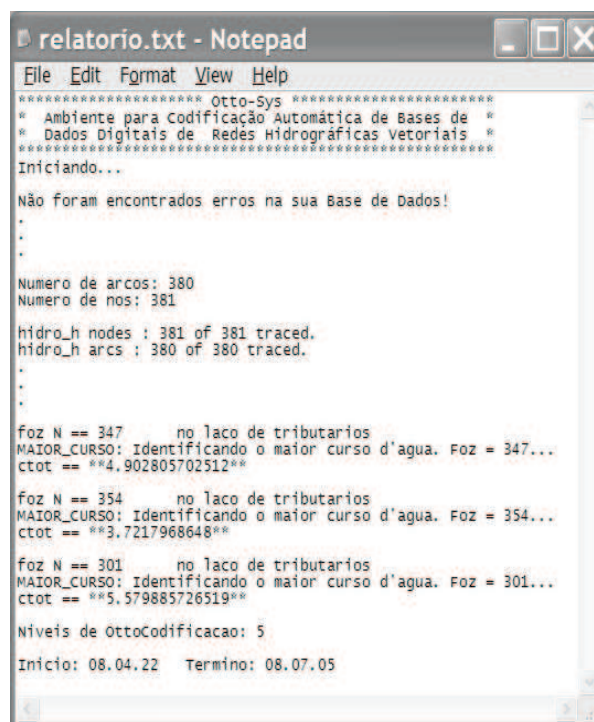 relatorio.txt - Notepad
File Edit Format View Help
********************* Otto-Sys ***********************
* Ambiente para Codificação Automática de Bases de *
* Dados Digitais de Redes Hidrográficas Vetoriais *
******************************************************
Iniciando...
Não foram encontrados erros na sua Base de Dados!
.
.
.
Numero de arcos: 380
Numero de nos: 381
hidro_h nodes : 381 of 381 traced.
hidro_h arcs : 380 of 380 traced.
.
.
.
foz N == 347 no laco de tributarios
MAIOR_CURSO: Identificando o maior curso d'agua. Foz = 347...
ctot == **4.902805702512**
foz N == 354 no laco de tributarios
MAIOR_CURSO: Identificando o maior curso d'agua. Foz = 354...
ctot == **3.7217968648**
foz N == 301 no laco de tributarios
MAIOR_CURSO: Identificando o maior curso d'agua. Foz = 301...
ctot == **5.579885726519**
Niveis de OttoCodificacao: 5
Inicio: 08.04.22 Termino: 08.07.05